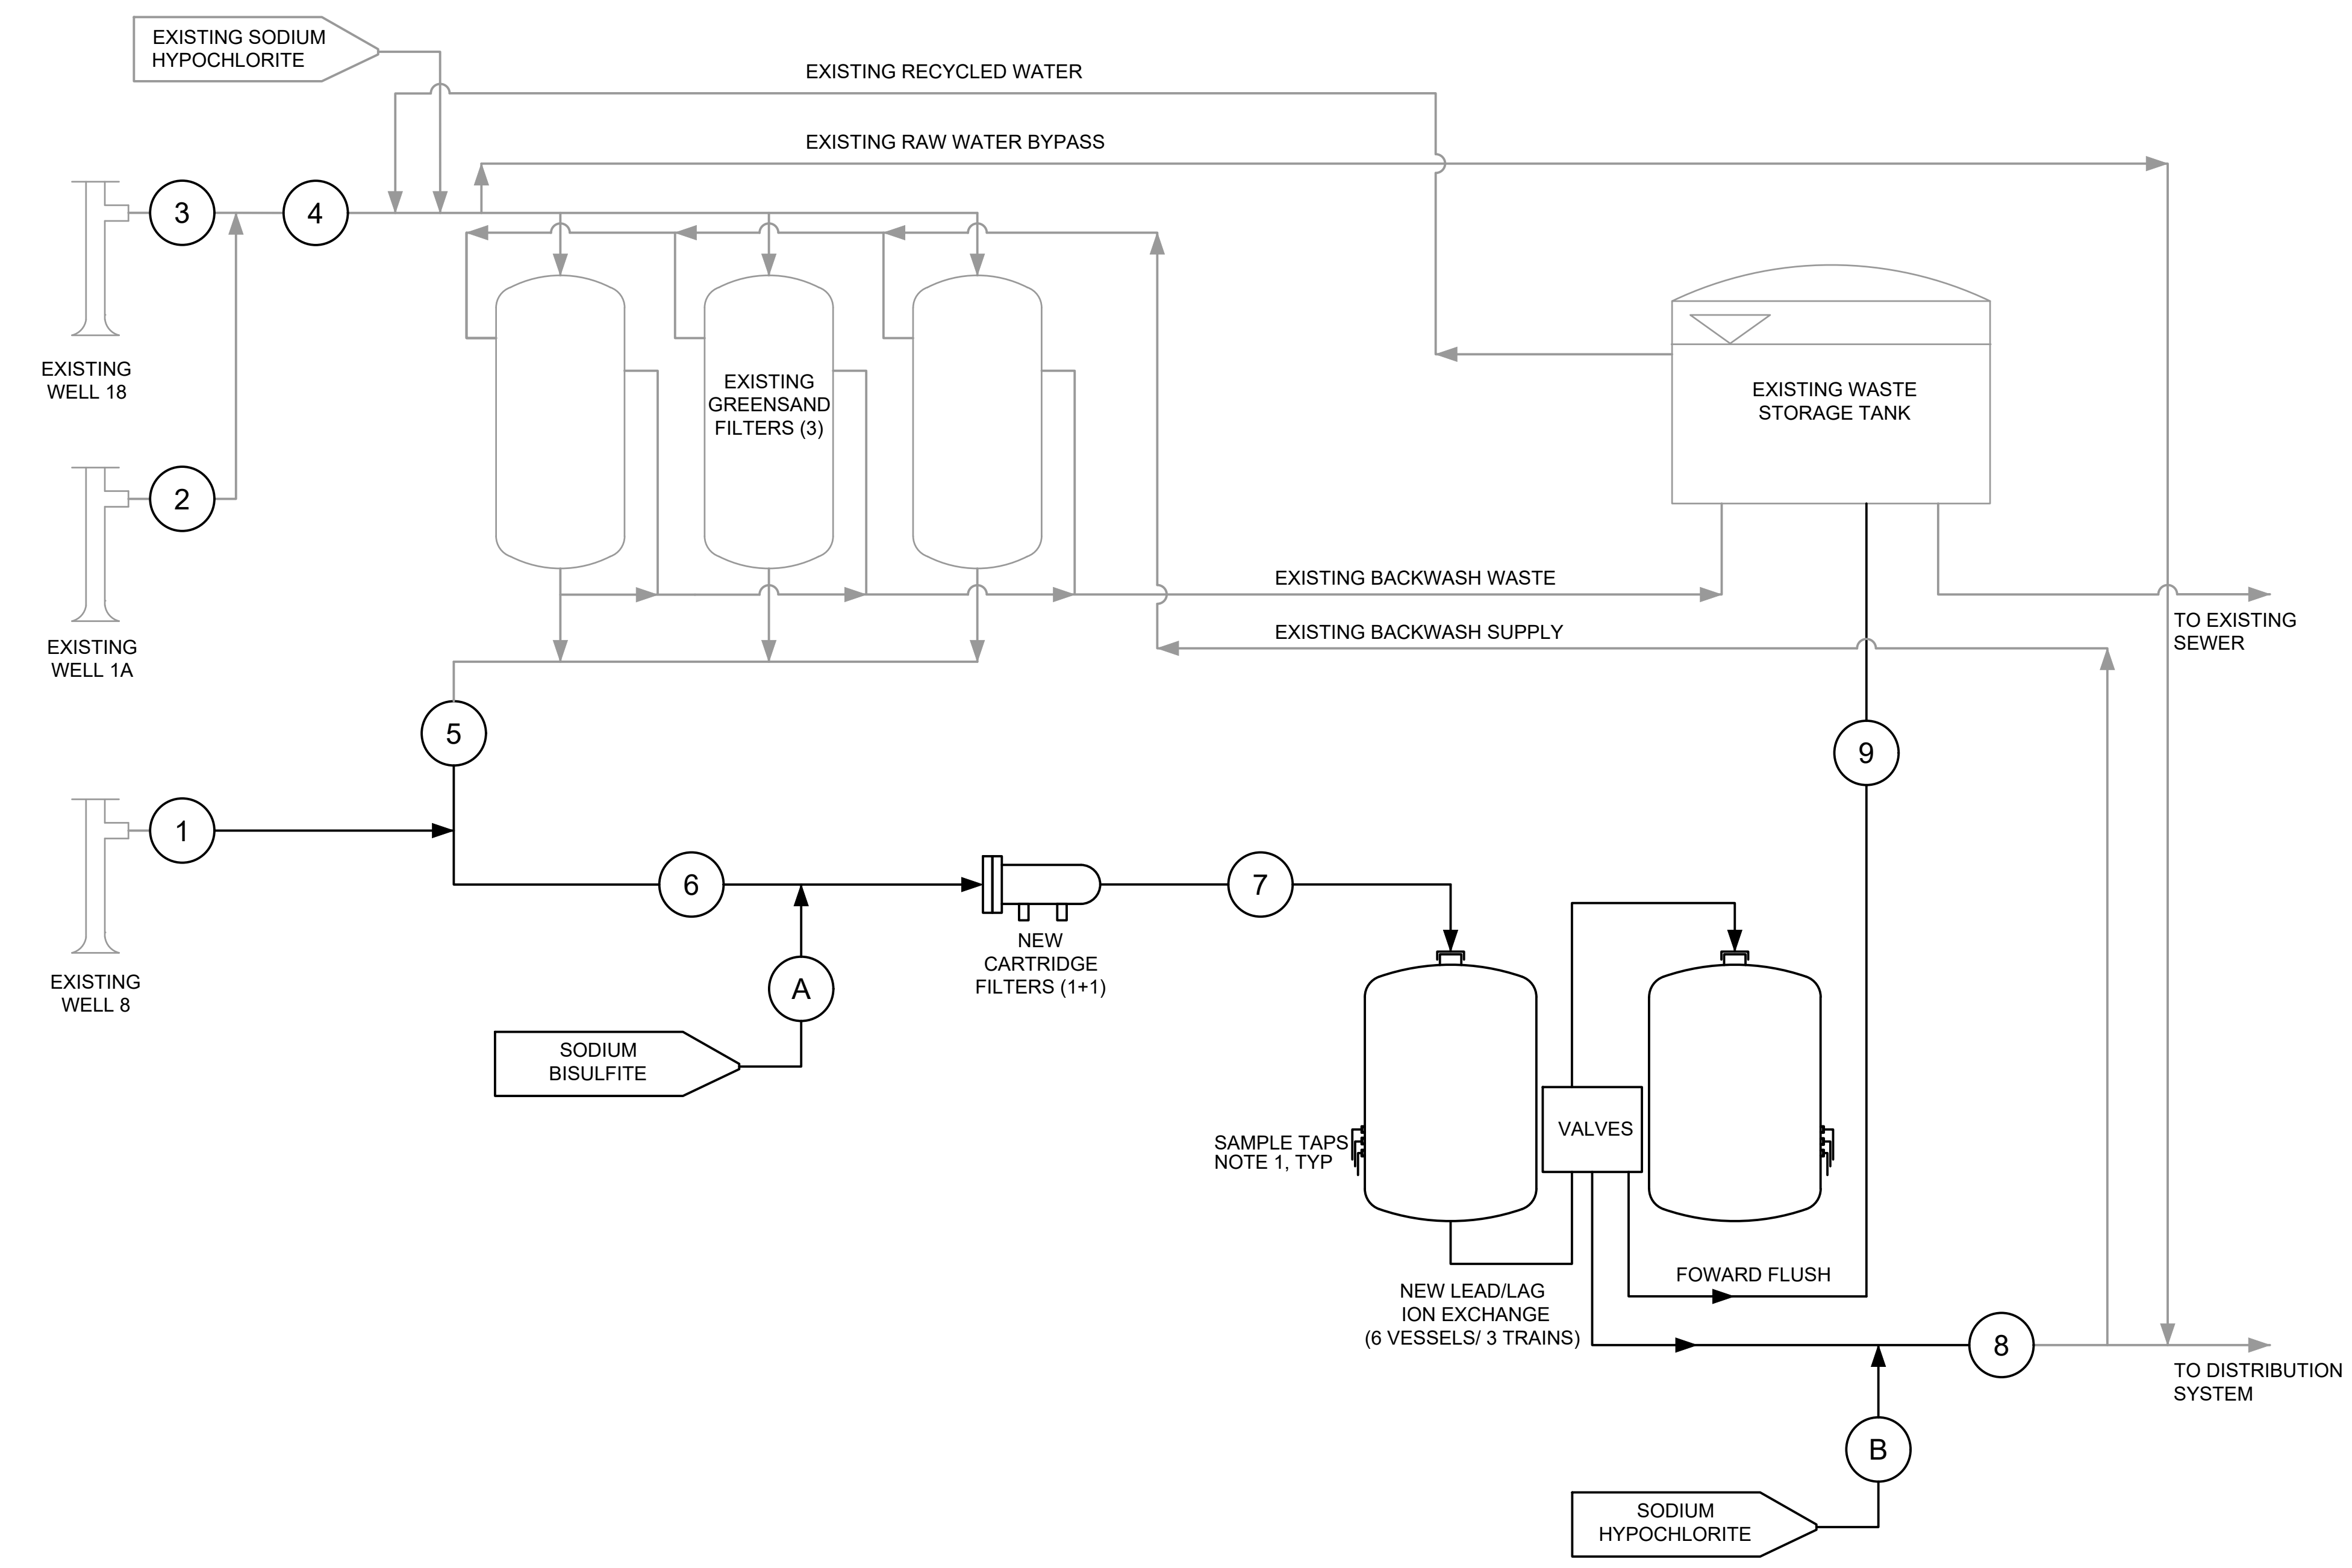 EXISTING SODIUM
HYPOCHLORITE
EXISTING RECYCLED WATER
EXISTING RAW WATER BYPASS
3
4
EXISTING
WELL 18
EXISTING
GREENSAND
FILTERS (3)
EXISTING WASTE
STORAGE TANK
2
EXISTING
WELL 1A
EXISTING BACKWASH WASTE
EXISTING BACKWASH SUPPLY
TO EXISTING
SEWER
5
9
1
EXISTING
WELL 8
6
7
NEW
CARTRIDGE
FILTERS (1+1)
A
SODIUM
BISULFITE
VALVES
SAMPLE TAPS
NOTE 1, TYP
FOWARD FLUSH
NEW LEAD/LAG
ION EXCHANGE
(6 VESSELS/ 3 TRAINS)
8
TO DISTRIBUTION
SYSTEM
B
SODIUM
HYPOCHLORITE